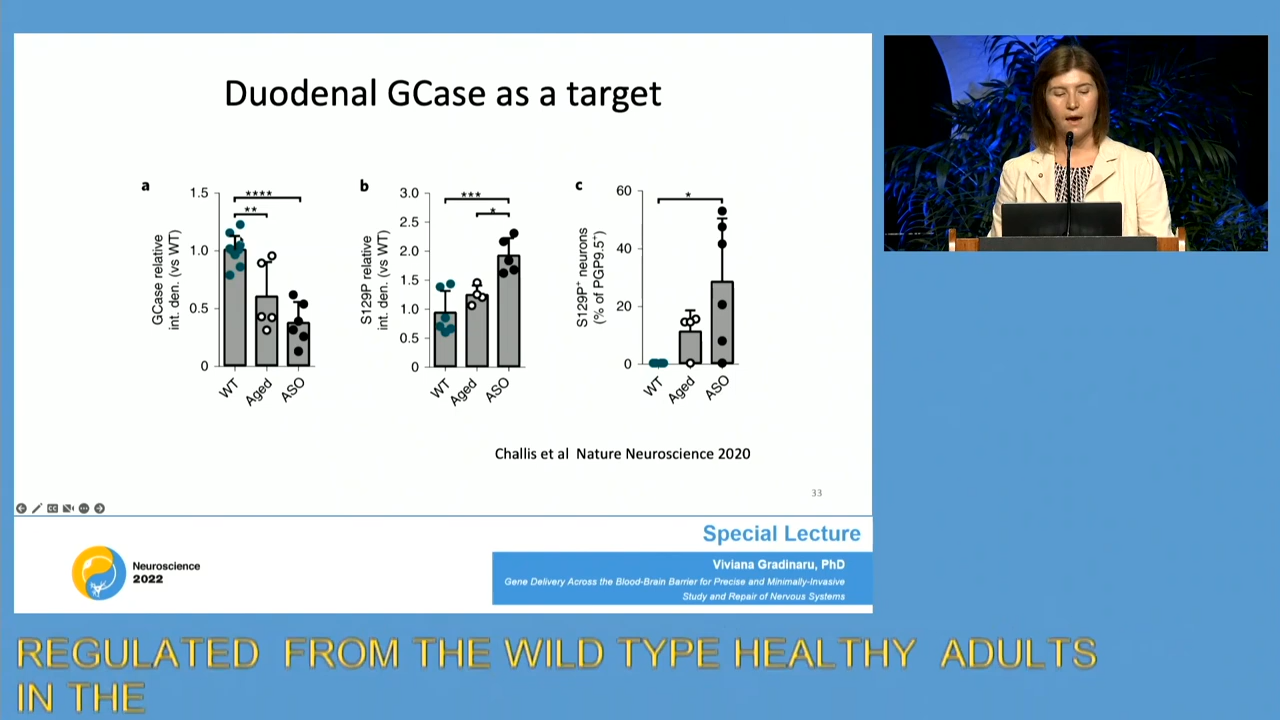 Duodenal GCase as a target
a
GCase relative
int. den. (vs WT)
1.5
1.0
0.5
0
****
**
WT
Aged
ASO
b
S129P relative
int. den. (vs WT)
3.0
2.5
2.0
1.5
1.0
0.5
0
***
*
WT
Aged
ASO
c
S129P⁺ neurons
(% of PGP9.5⁺)
60
40
20
0
*
WT
Aged
ASO
Challis et al Nature Neuroscience 2020
33
Neuroscience
2022
Special Lecture
Viviana Gradinaru, PhD
Gene Delivery Across the Blood-Brain Barrier for Precise and Minimally-Invasive
Study and Repair of Nervous Systems
REGULATED FROM THE WILD TYPE HEALTHY ADULTS
IN THE